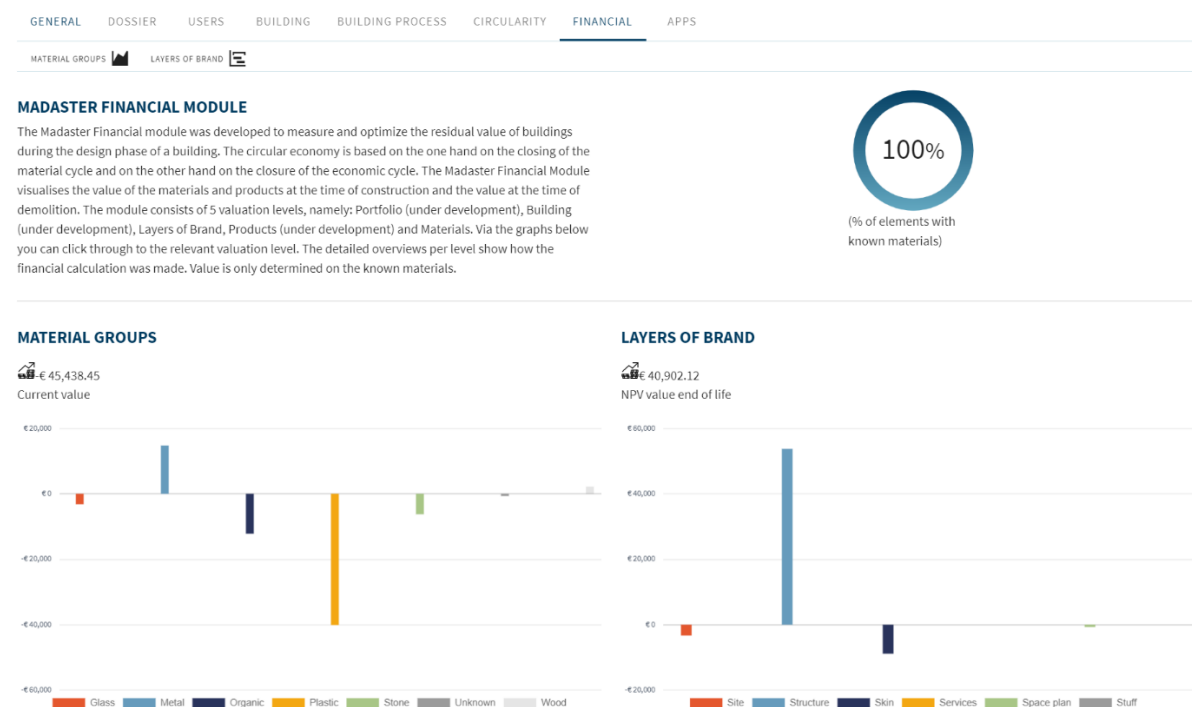 GENERAL DOSSIER USERS BUILDING BUILDING PROCESS CIRCULARITY FINANCIAL APPS
MATERIAL GROUPS LAYERS OF BRAND
MADASTER FINANCIAL MODULE
The Madaster Financial module was developed to measure and optimize the residual value of buildings
during the design phase of a building. The circular economy is based on the one hand on the closing of the
material cycle and on the other hand on the closure of the economic cycle. The Madaster Financial Module
visualises the value of the materials and products at the time of construction and the value at the time of
demolition. The module consists of 5 valuation levels, namely: Portfolio (under development), Building
(under development), Layers of Brand, Products (under development) and Materials. Via the graphs below
you can click through to the relevant valuation level. The detailed overviews per level show how the
financial calculation was made. Value is only determined on the known materials.
100%
(% of elements with
known materials)
MATERIAL GROUPS
-€ 45,438.45
Current value
€ 20,000
€ 0
-€ 20,000
-€ 40,000
-€ 60,000
Glass Metal Organic Plastic Stone Unknown Wood
LAYERS OF BRAND
€ 40,902.12
NPV value end of life
€ 60,000
€ 40,000
€ 20,000
€ 0
-€ 20,000
Site Structure Skin Services Space plan Stuff